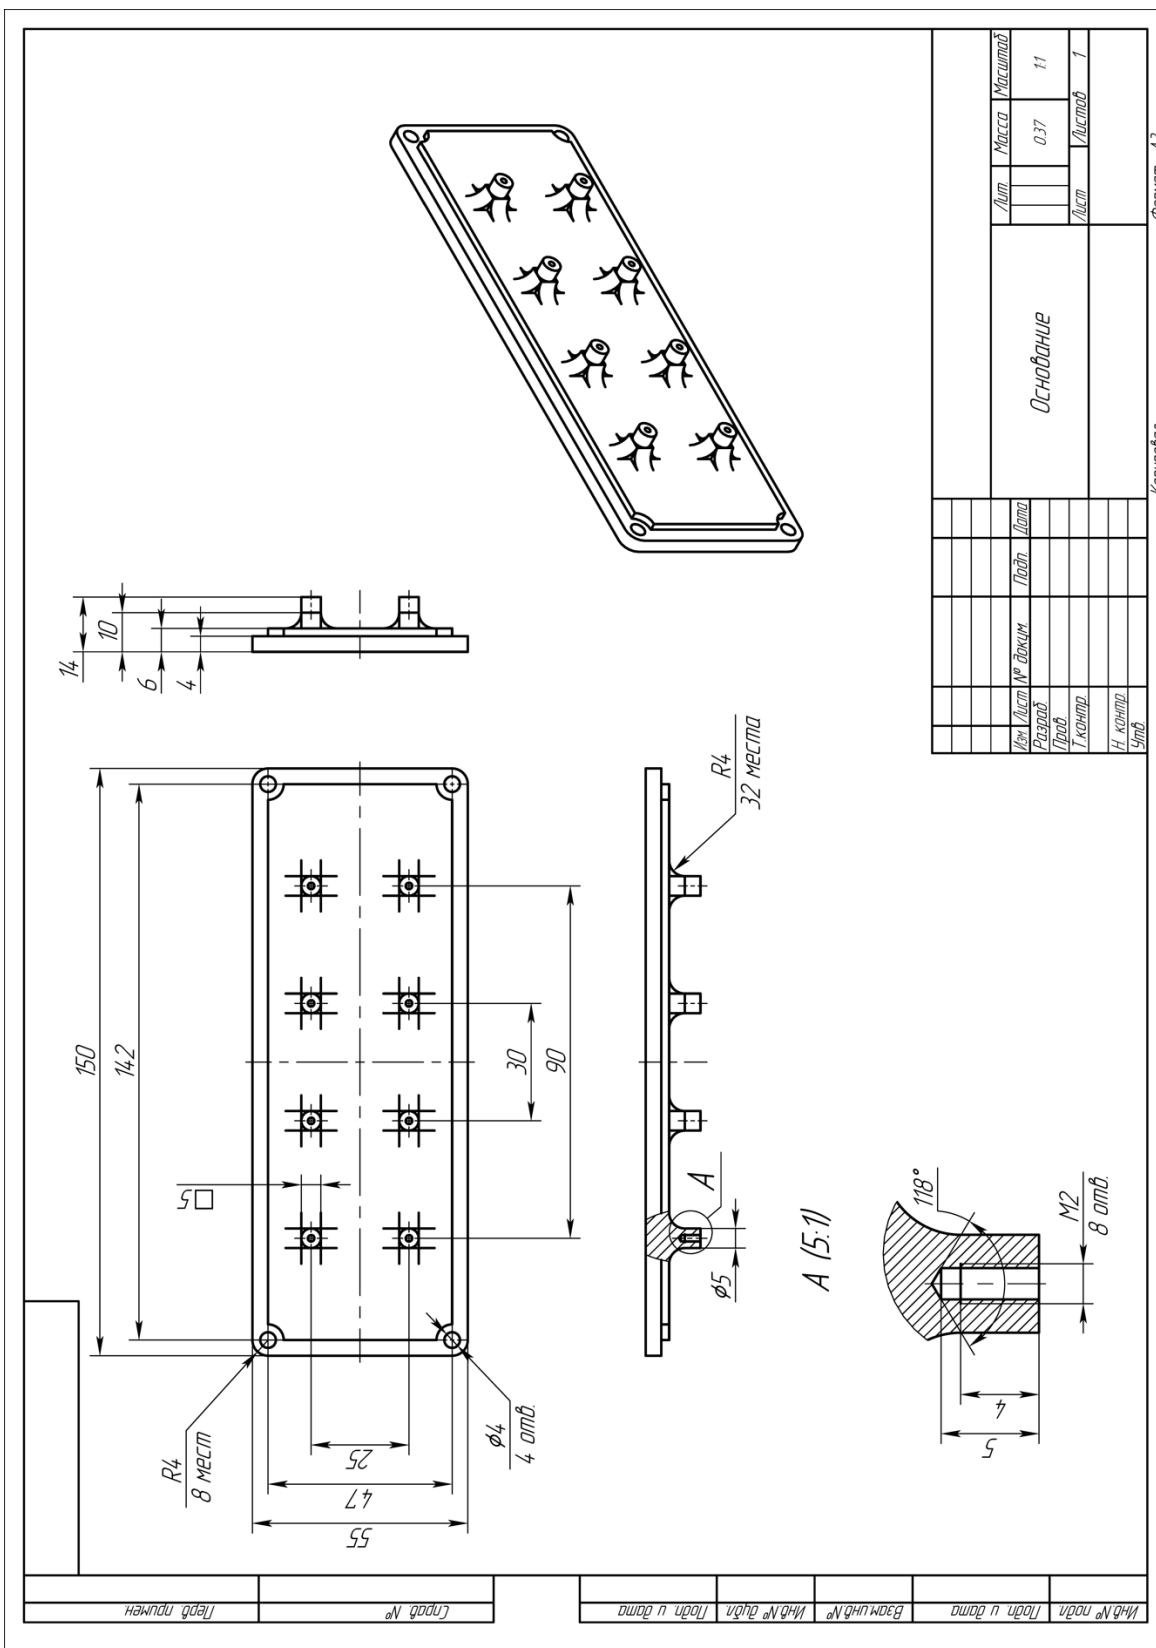 Перв. примен.
Справ. №
Подп. и дата
Инв.№ дубл.
Взам.инв.№
Подп. и дата
Инв.№ подл.
150
142
□5
R4
8 мест
⌀4
4 отв.
25
47
55
30
90
14
10
6
4
R4
32 места
⌀5
А
А (5:1)
118°
М2
8 отв.
4
5
Изм.
Лист
№ докум.
Подп.
Дата
Разраб.
Пров.
Т.контр.
Н. контр.
Утв.
Основание
Лит.
Масса
Масштаб
0.37
1:1
Лист
Листов 1